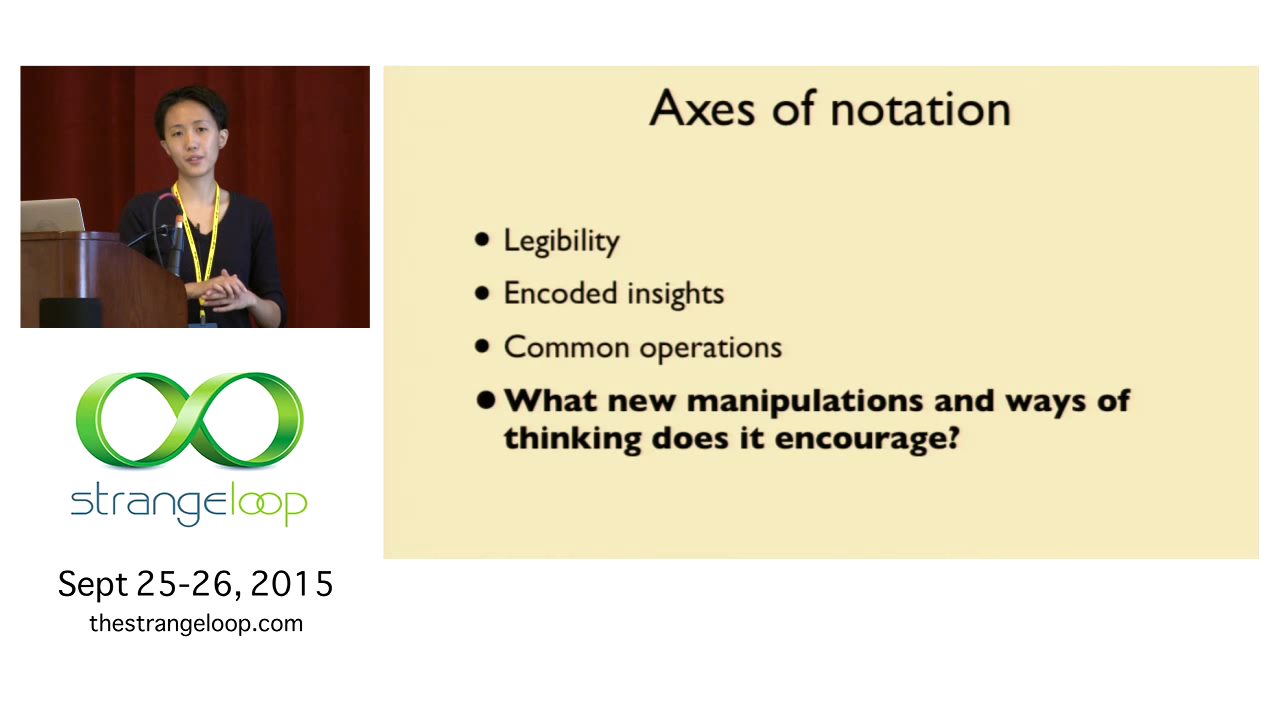 Axes of notation
• Legibility
• Encoded insights
• Common operations
• What new manipulations and ways of
thinking does it encourage?
strangeloop
Sept 25-26, 2015
thestrangeloop.com